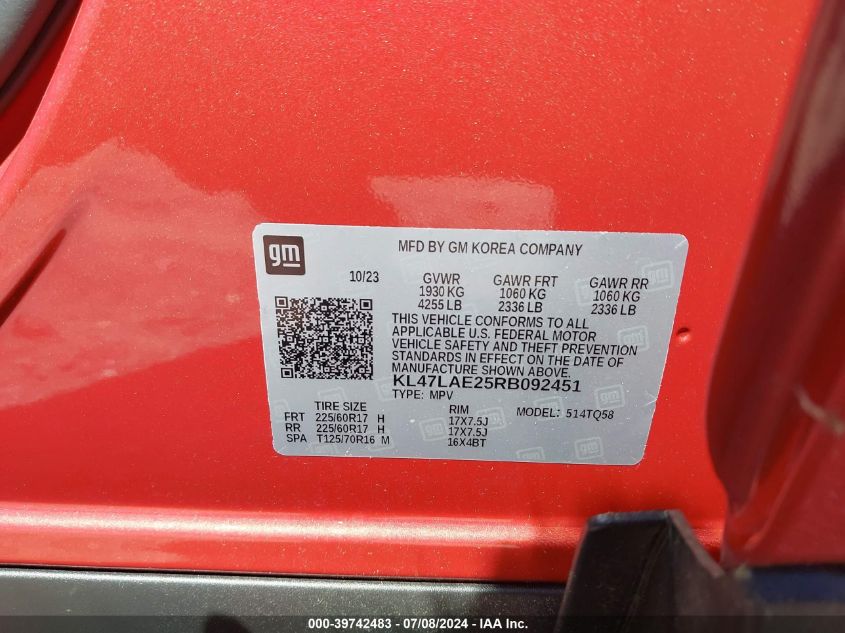 gm
MFD BY GM KOREA COMPANY
10/23
GVWR GAWR FRT GAWR RR
1930 KG 1060 KG 1060 KG
4255 LB 2336 LB 2336 LB
THIS VEHICLE CONFORMS TO ALL
APPLICABLE U.S. FEDERAL MOTOR
VEHICLE SAFETY AND THEFT PREVENTION
STANDARDS IN EFFECT ON THE DATE OF
MANUFACTURE SHOWN ABOVE.
KL47LAE25RB092451
TYPE: MPV
TIRE SIZE RIM MODEL: 514TQ58
FRT 225/60R17 H 17X7.5J
RR 225/60R17 H 17X7.5J
SPA T125/70R16 M 16X4BT
000-39742483 - 07/08/2024 - IAAI - Copart Inc.